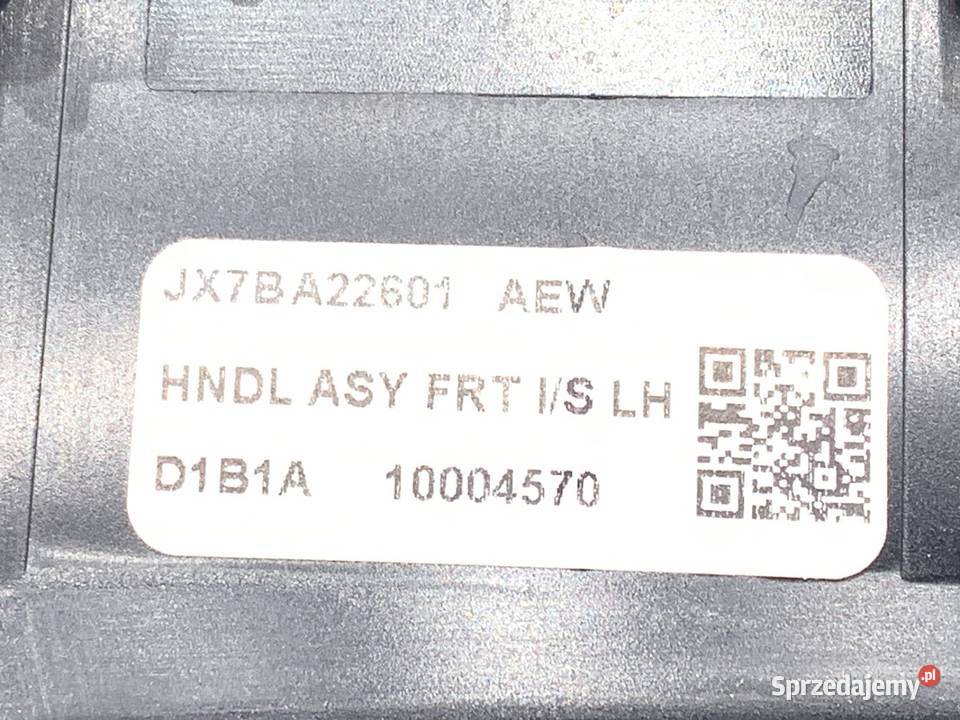 JX7BA22601 AEW
HNDL ASY FRT I/S LH
D1B1A 10004570
Sprzedajemy.pl